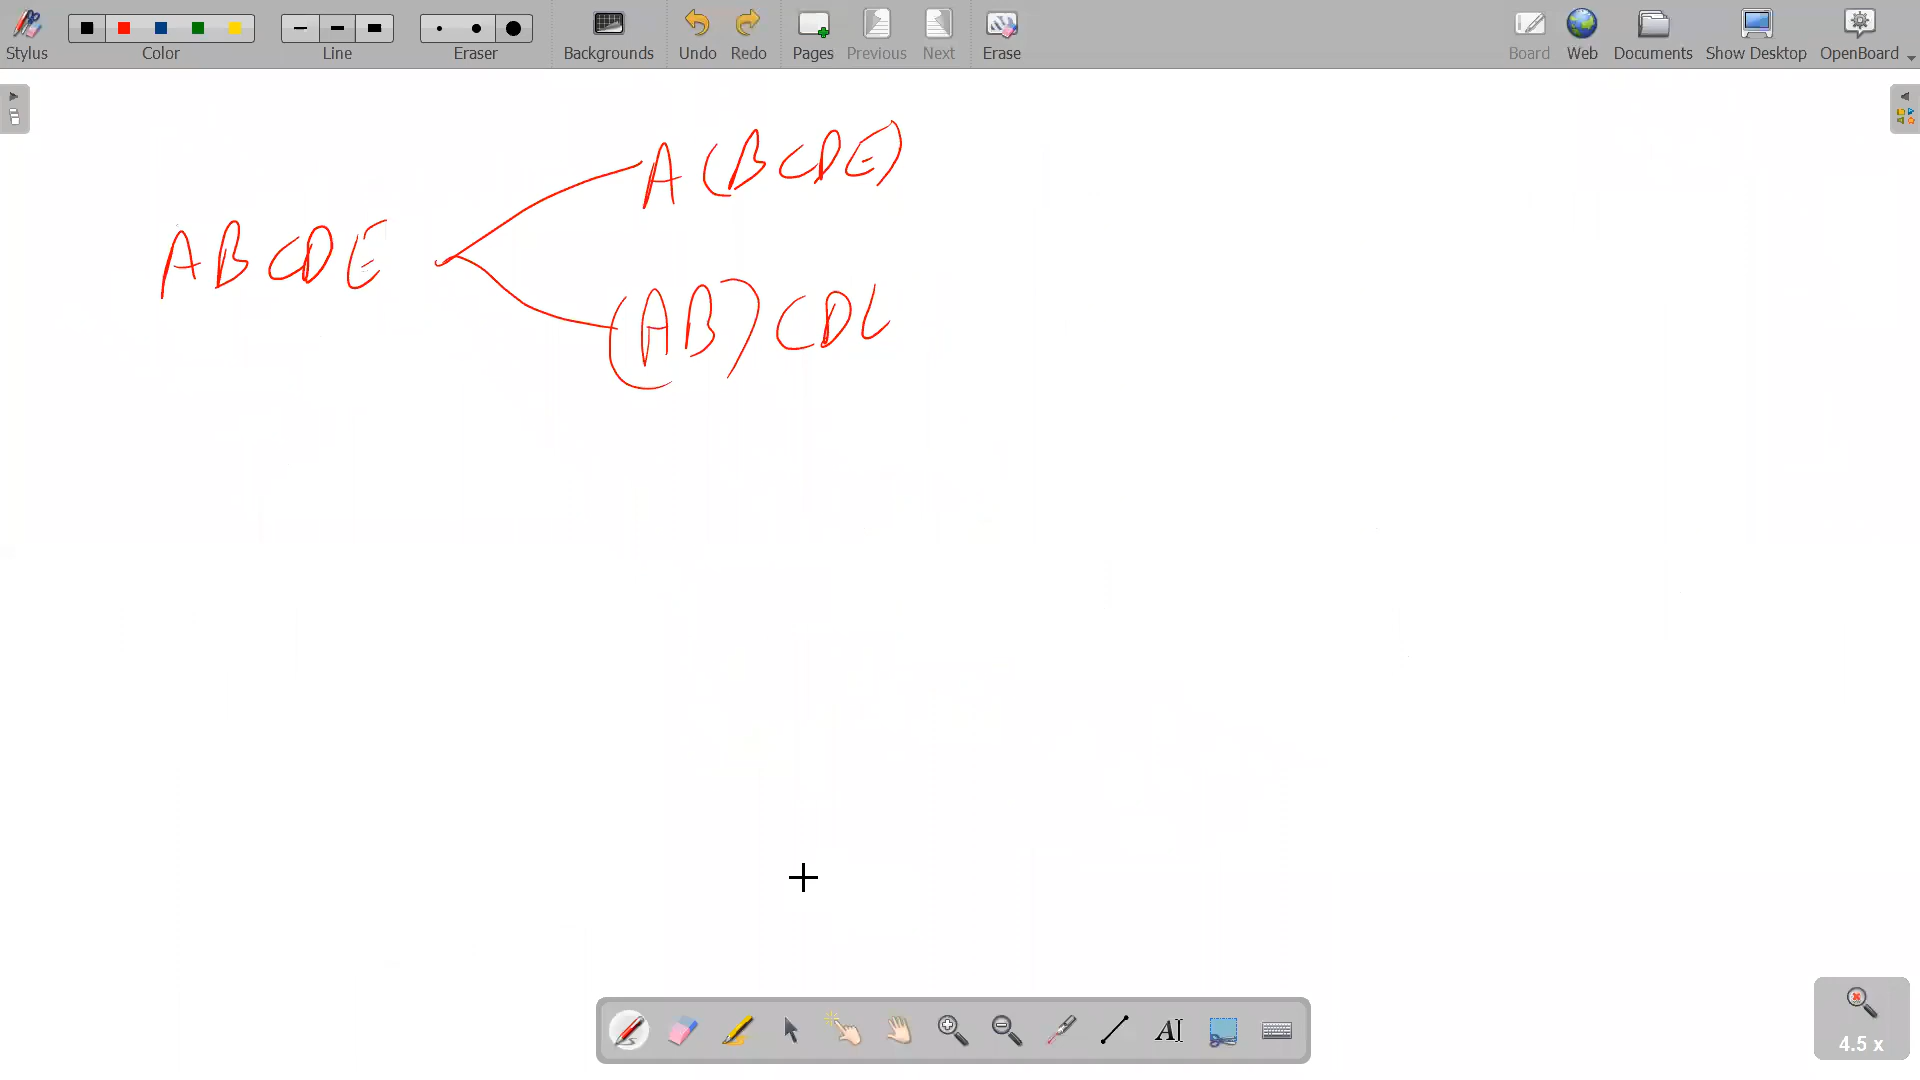 Stylus Color Line Eraser Backgrounds Undo Redo Pages Previous Next Erase Board Web Documents Show Desktop OpenBoard
A(BCDE)
ABCDE
(AB)CD
4.5 x